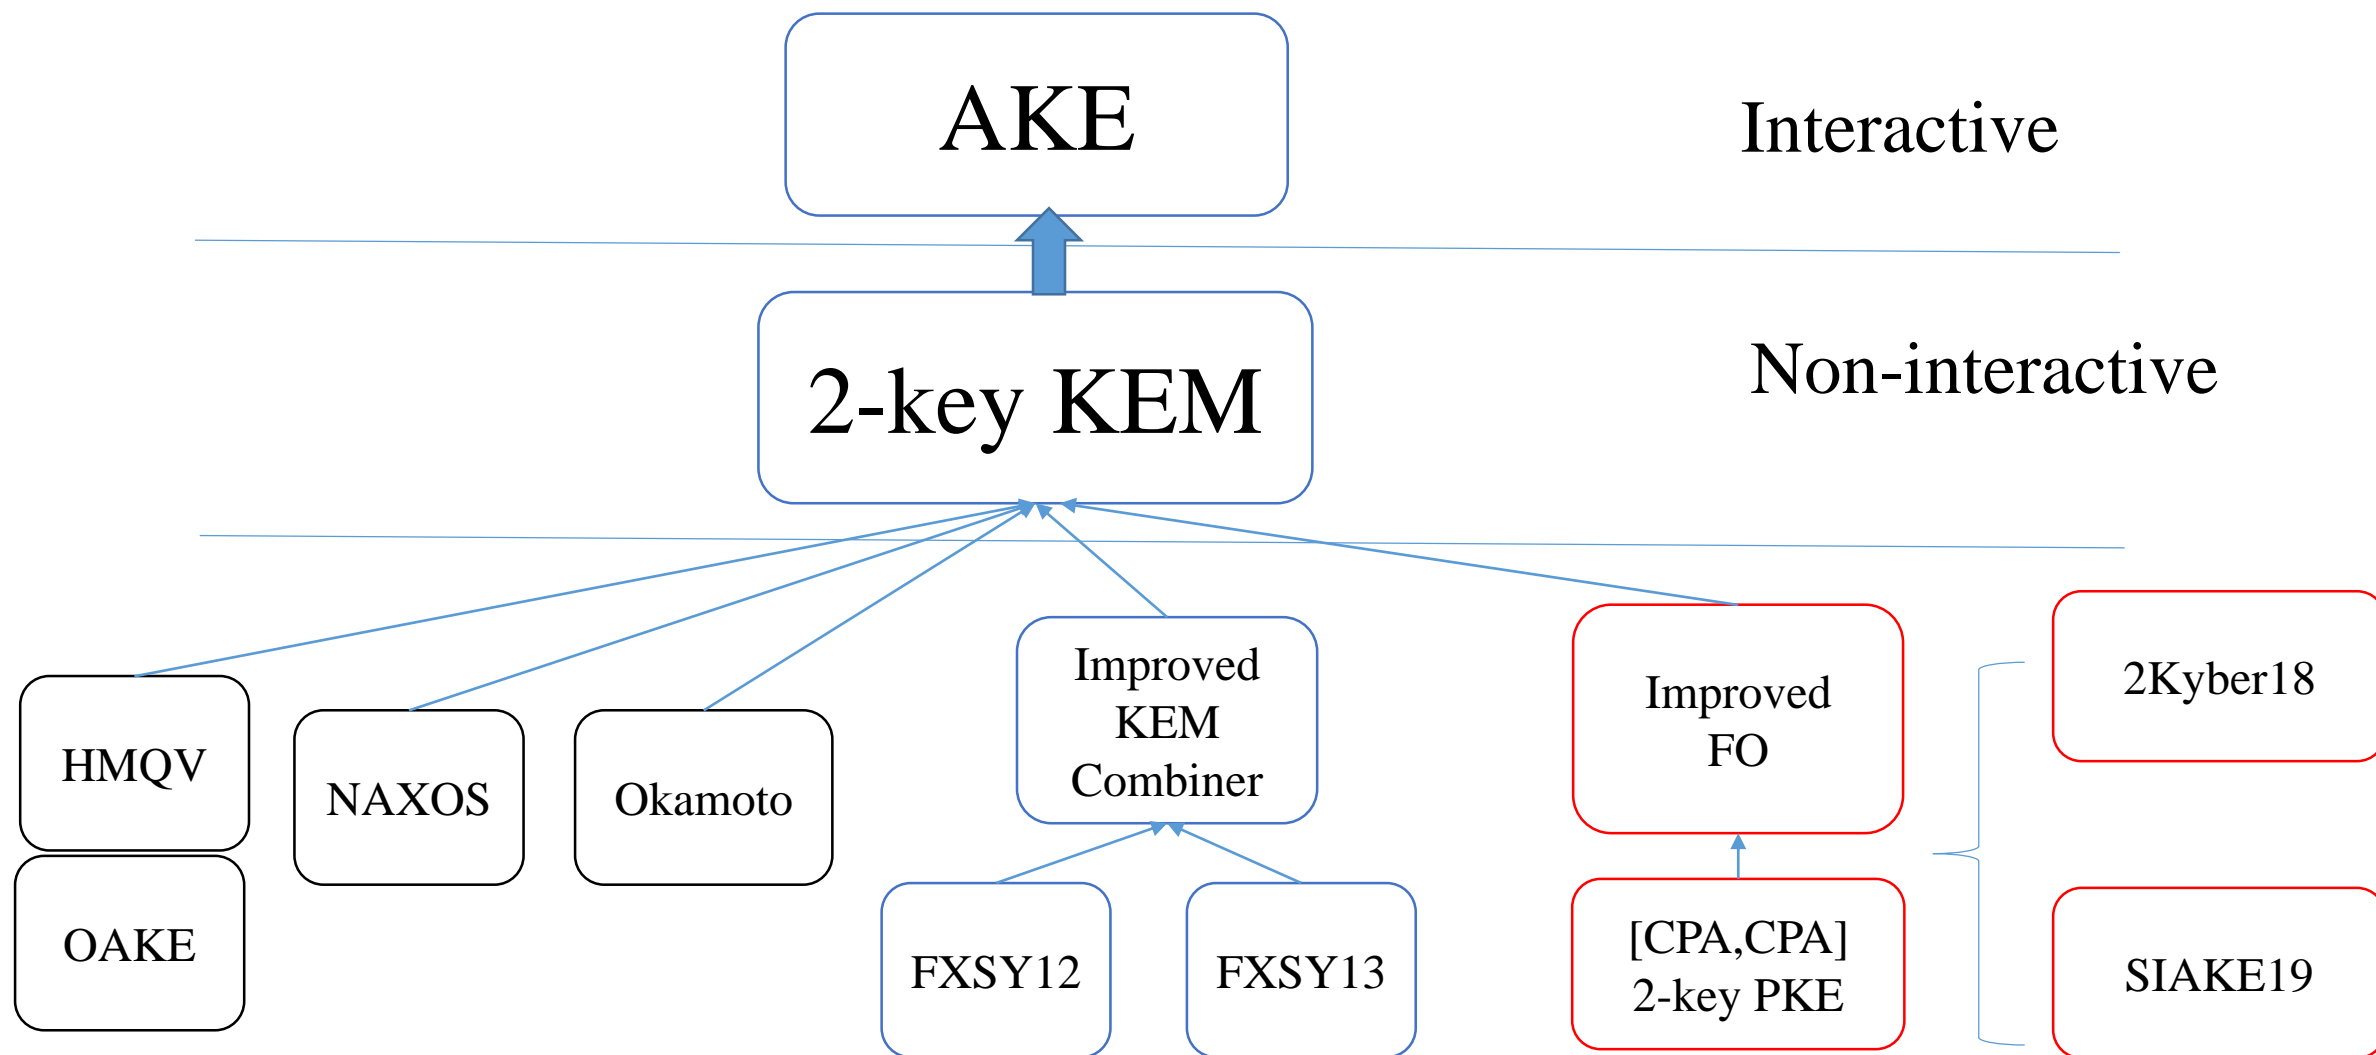 AKE
Interactive
2-key KEM
Non-interactive
HMQV
OAKE
NAXOS
Okamoto
Improved
KEM
Combiner
FXSY12
FXSY13
Improved
FO
[CPA,CPA]
2-key PKE
2Kyber18
SIAKE19